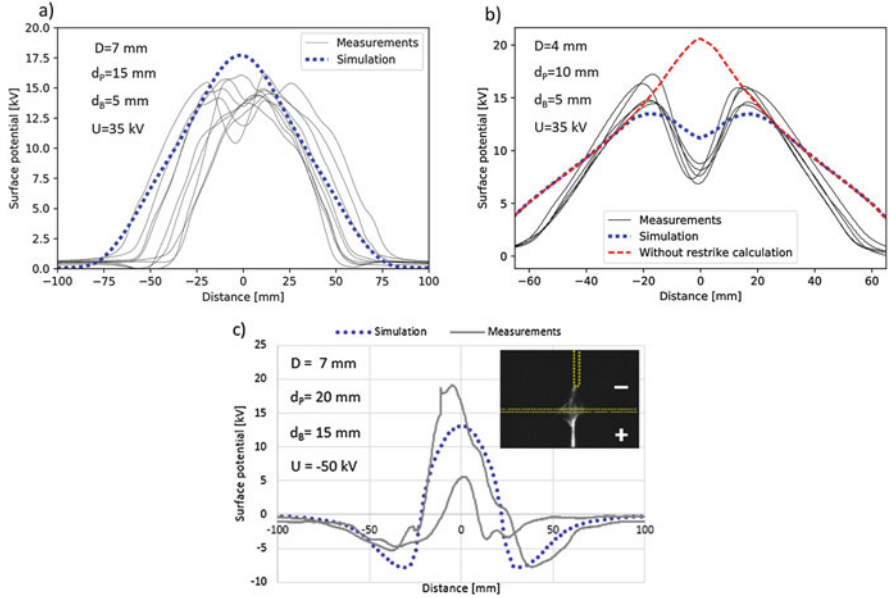 a)
20.0
17.5
15.0
12.5
10.0
7.5
5.0
2.5
0.0
Surface potential [kV]
D=7 mm
dP=15 mm
dB=5 mm
U=35 kV
Measurements
Simulation
−100 −75 −50 −25 0 25 50 75 100
Distance [mm]
b)
20
15
10
5
0
Surface potential [kV]
D=4 mm
dP=10 mm
dB=5 mm
U=35 kV
Measurements
Simulation
Without restrike calculation
−60 −40 −20 0 20 40 60
Distance [mm]
c)
Simulation Measurements
25
20
15
10
5
0
-5
-10
Surface potential [kV]
D = 7 mm
dP= 20 mm
dB= 15 mm
U = -50 kV
−
+
-100 -50 0 50 100
Distance [mm]